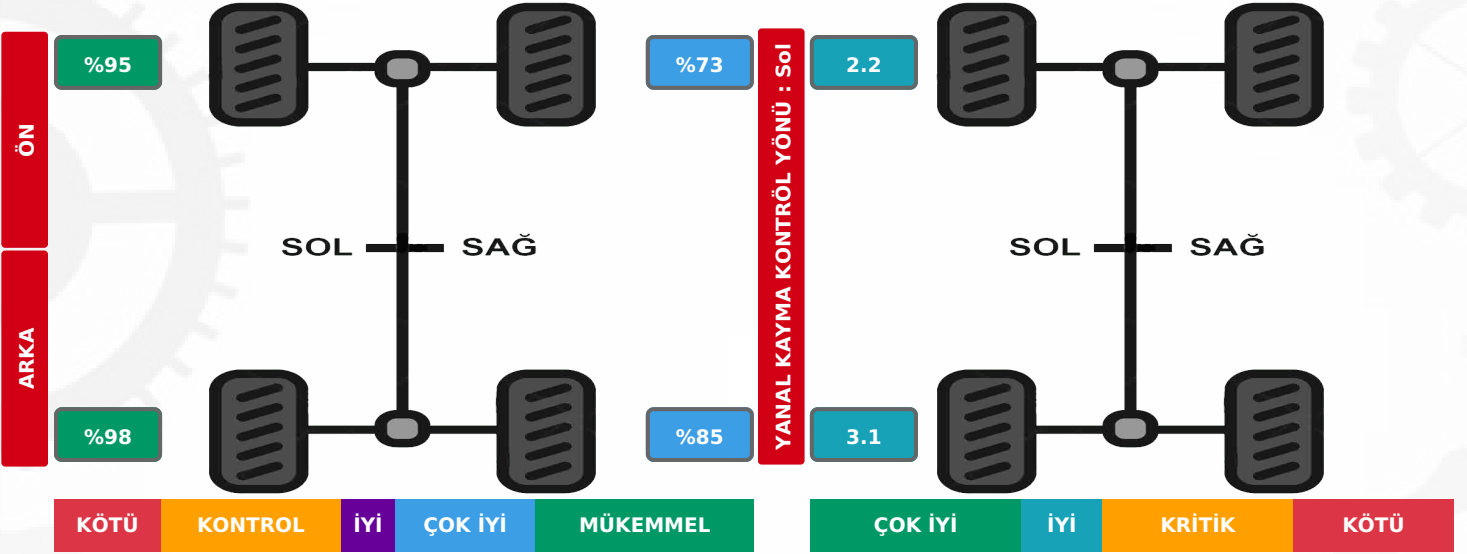 ÖN
%95
%73
YANAL KAYMA KONTRÖL YÖNÜ : Sol
2.2
SOL
SAĞ
SOL
SAĞ
ARKA
%98
%85
3.1
KÖTÜ
KONTROL
İYİ
ÇOK İYİ
MÜKEMMEL
ÇOK İYİ
İYİ
KRİTİK
KÖTÜ